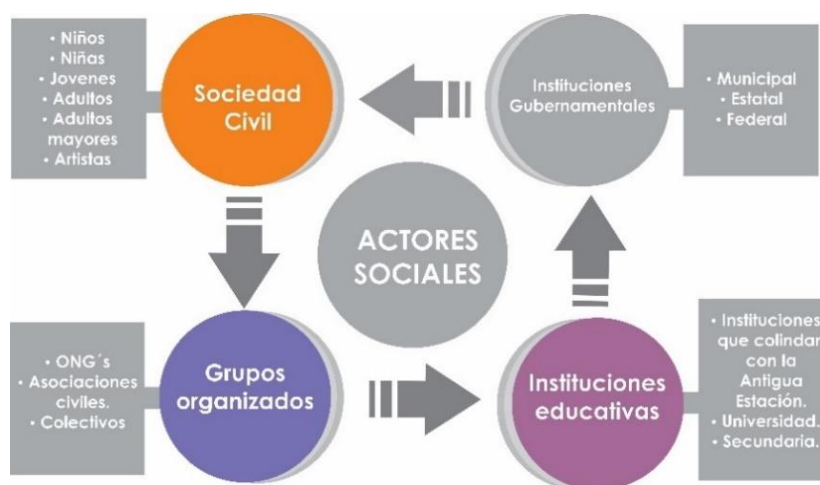 • Niños
• Niñas
• Jovenes
• Adultos
• Adultos
mayores
• Artistas
Sociedad
Civil
Instituciones
Gubernamentales
• Municipal
• Estatal
• Federal
ACTORES
SOCIALES
• ONG´s
• Asociaciones
civiles.
• Colectivos
Grupos
organizados
Instituciones
educativas
• Instituciones
que colindan
con la
Antigua
Estación.
• Universidad.
• Secundaria.